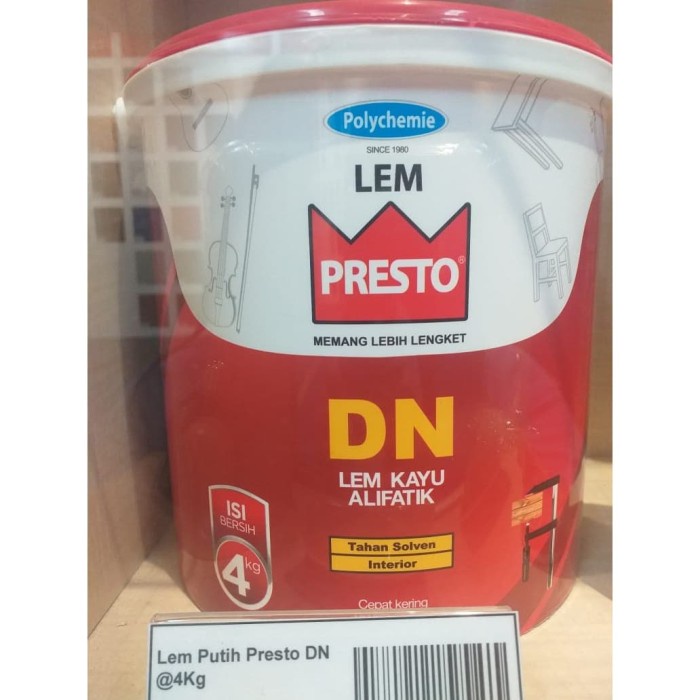 Polychemie
SINCE 1980
LEM
PRESTO®
MEMANG LEBIH LENGKET
DN
LEM KAYU
ALIFATIK
ISI
BERSIH
4kg
Tahan Solven
Interior
Cepat kering
Lem Putih Presto DN
@4Kg